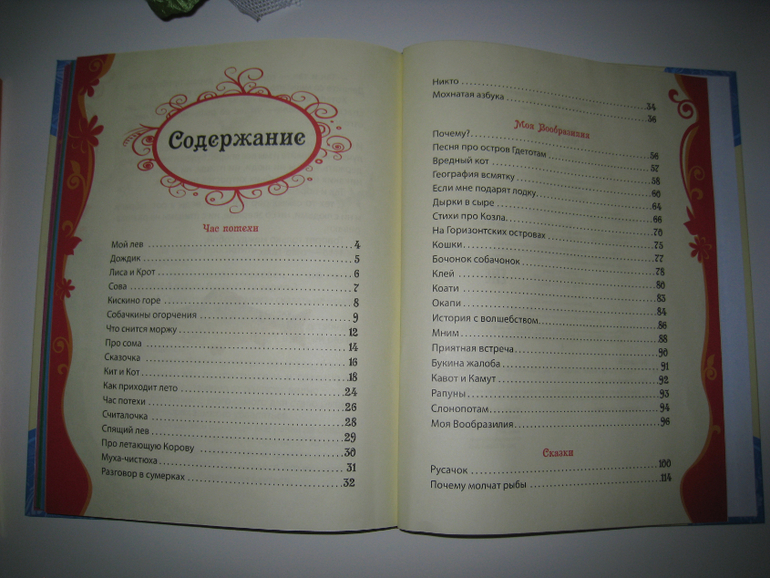 Содержание
Час потехи
Мой лев 4
Дождик 5
Лиса и Крот 6
Сова 7
Кискино горе 8
Собачкины огорчения 9
Что снится моржу 12
Про сома 14
Сказочка 16
Кит и Кот 18
Как приходит лето 24
Час потехи 26
Считалочка 28
Спящий лев 29
Про летающую Корову 30
Муха-чистюха 31
Разговор в сумерках 32
Никто 34
Мохнатая азбука 36
Моя Вообразилия
Почему? 56
Песня про остров Гдетотам 57
Вредный кот 58
География всмятку 60
Если мне подарят лодку 64
Дырки в сыре 66
Стихи про Козла 70
На Горизонтских островах 75
Кошки 77
Бочонок собачонок 78
Клей 80
Коати 83
Окапи 84
История с волшебством 86
Мним 88
Приятная встреча 90
Букина жалоба 91
Кавот и Камут 92
Рапуны 93
Слонопотам 94
Моя Вообразилия 96
Сказки
Русачок 100
Почему молчат рыбы 114